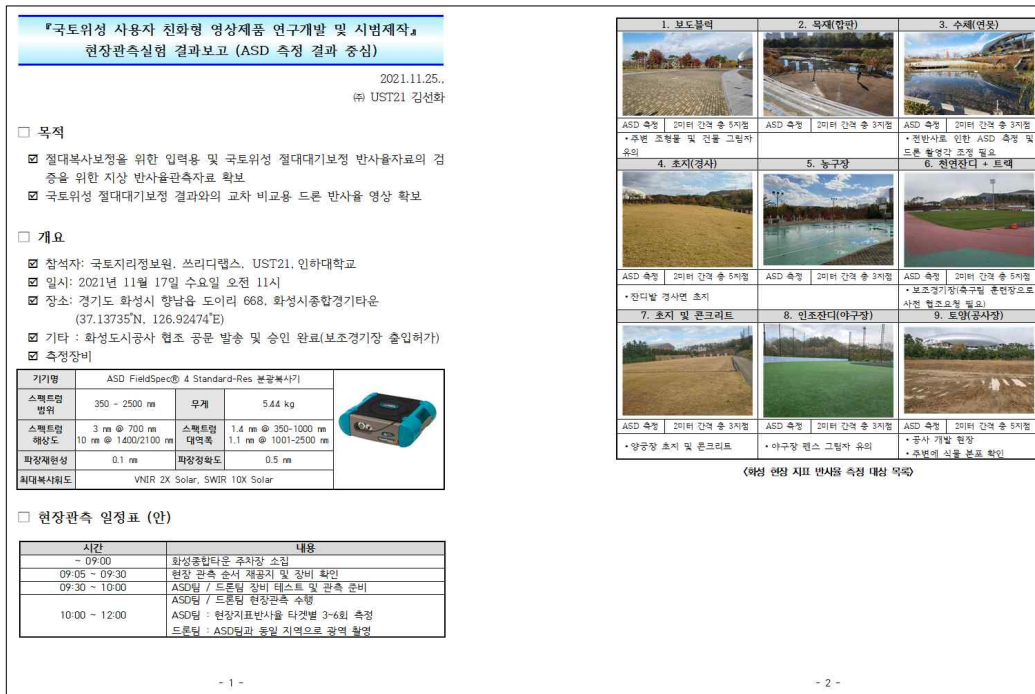 『국토위성 사용자 친화형 영상제품 연구개발 및 시범제작』
현장관측실험 결과보고 (ASD 측정 결과 중심)
2021.11.25.,
㈜ UST21 김선화
□ 목적
☑ 절대복사보정을 위한 입력용 및 국토위성 절대대기보정 반사율자료의 검
증을 위한 지상 반사율관측자료 확보
☑ 국토위성 절대대기보정 결과와의 교차 비교용 드론 반사율 영상 확보
□ 개요
☑ 참석자: 국토지리정보원, 쓰리디랩스, UST21, 인하대학교
☑ 일시: 2021년 11월 17일 수요일 오전 11시
☑ 장소: 경기도 화성시 향남읍 도이리 668, 화성시종합경기타운
(37.13735°N, 126.92474°E)
☑ 기타 : 화성도시공사 협조 공문 발송 및 승인 완료(보조경기장 출입허가)
☑ 측정장비
기기명 ASD FieldSpec® 4 Standard-Res 분광복사기
스펙트럼 범위 350 - 2500 nm 무게 5.44 kg
스펙트럼 해상도 3 nm @ 700 nm 10 nm @ 1400/2100 nm 스펙트럼 대역폭 1.4 nm @ 350-1000 nm 1.1 nm @ 1001-2500 nm
파장재현성 0.1 nm 파장정확도 0.5 nm
최대복사휘도 VNIR 2X Solar, SWIR 10X Solar
□ 현장관측 일정표 (안)
시간 내용
~ 09:00 화성종합타운 주차장 소집
09:05 ~ 09:30 현장 관측 순서 재공지 및 장비 확인
09:30 ~ 10:00 ASD팀 / 드론팀 장비 테스트 및 관측 준비
10:00 ~ 12:00 ASD팀 / 드론팀 현장관측 수행
ASD팀 : 현장지표반사율 타겟별 3~6회 측정
드론팀 : ASD팀과 동일 지역으로 광역 촬영
- 1 -
1. 보도블럭 2. 목재(합판) 3. 수체(연못)
ASD 측정 2미터 간격 총 5지점 ASD 측정 2미터 간격 총 3지점 ASD 측정 2미터 간격 총 3지점
•주변 조형물 및 건물 그림자
유의
•전반사로 인한 ASD 측정 및
드론 촬영각 조정 필요
4. 초지(경사) 5. 농구장 6. 천연잔디 + 트랙
ASD 측정 2미터 간격 총 5지점 ASD 측정 2미터 간격 총 3지점 ASD 측정 2미터 간격 총 5지점
•잔디밭 경사면 초지
•보조경기장(축구팀 훈련장으로
사전 협조요청 필요)
7. 초지 및 콘크리트 8. 인조잔디(야구장) 9. 토양(공사장)
ASD 측정 2미터 간격 총 3지점 ASD 측정 2미터 간격 총 3지점 ASD 측정 2미터 간격 총 5지점
•양궁장 초지 및 콘크리트
•야구장 펜스 그림자 유의
•공사 개발 현장
•주변에 식물 분포 확인
<화성 현장 지표 반사율 측정 대상 목록>
- 2 -